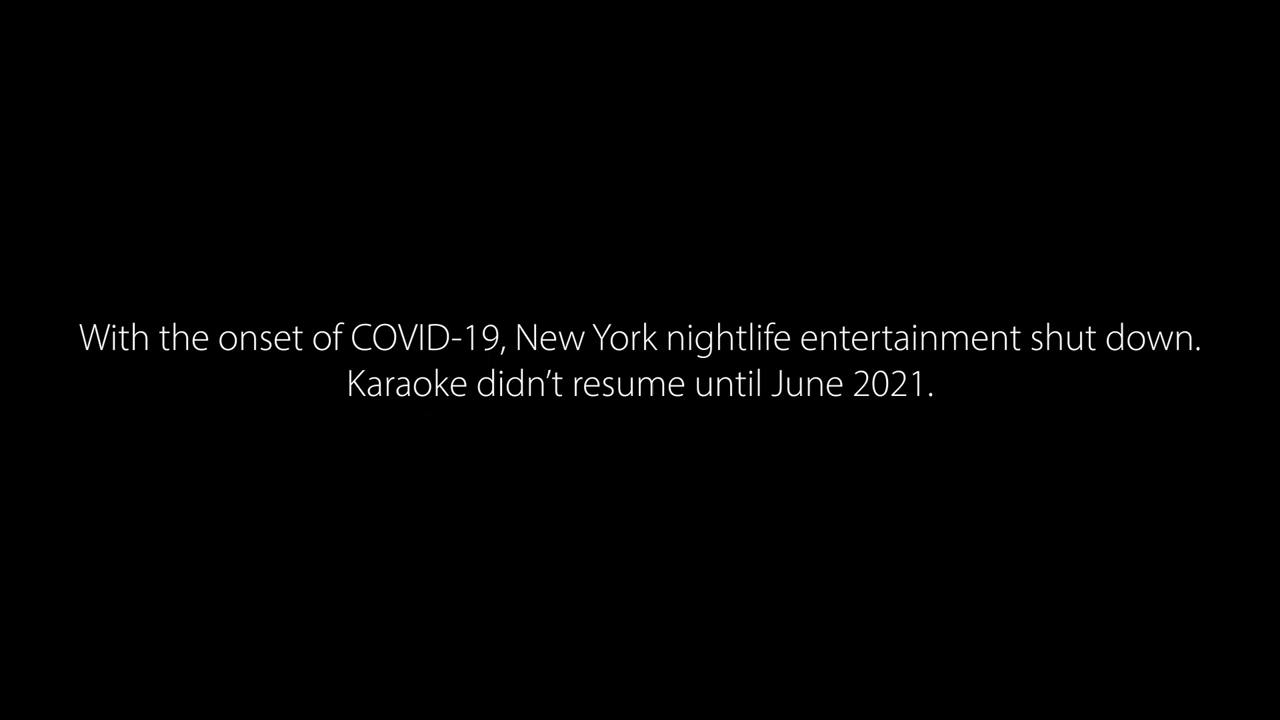 With the onset of COVID-19, New York nightlife entertainment shut down.
Karaoke didn’t resume until June 2021.